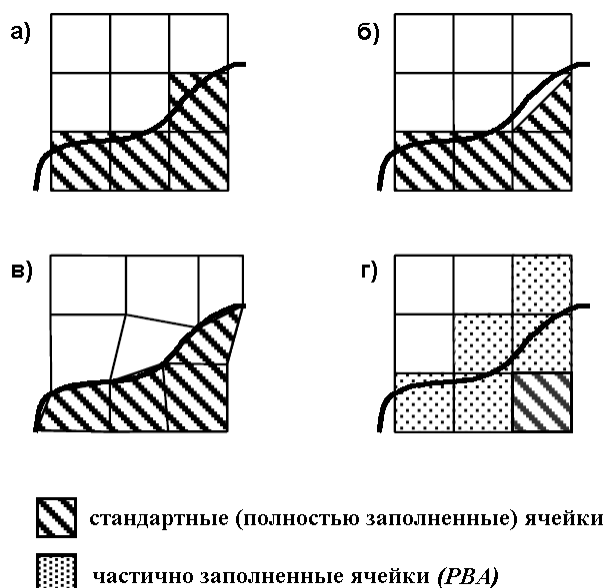 а)
б)
в)
г)
стандартные (полностью заполненные) ячейки
частично заполненные ячейки (PBA)